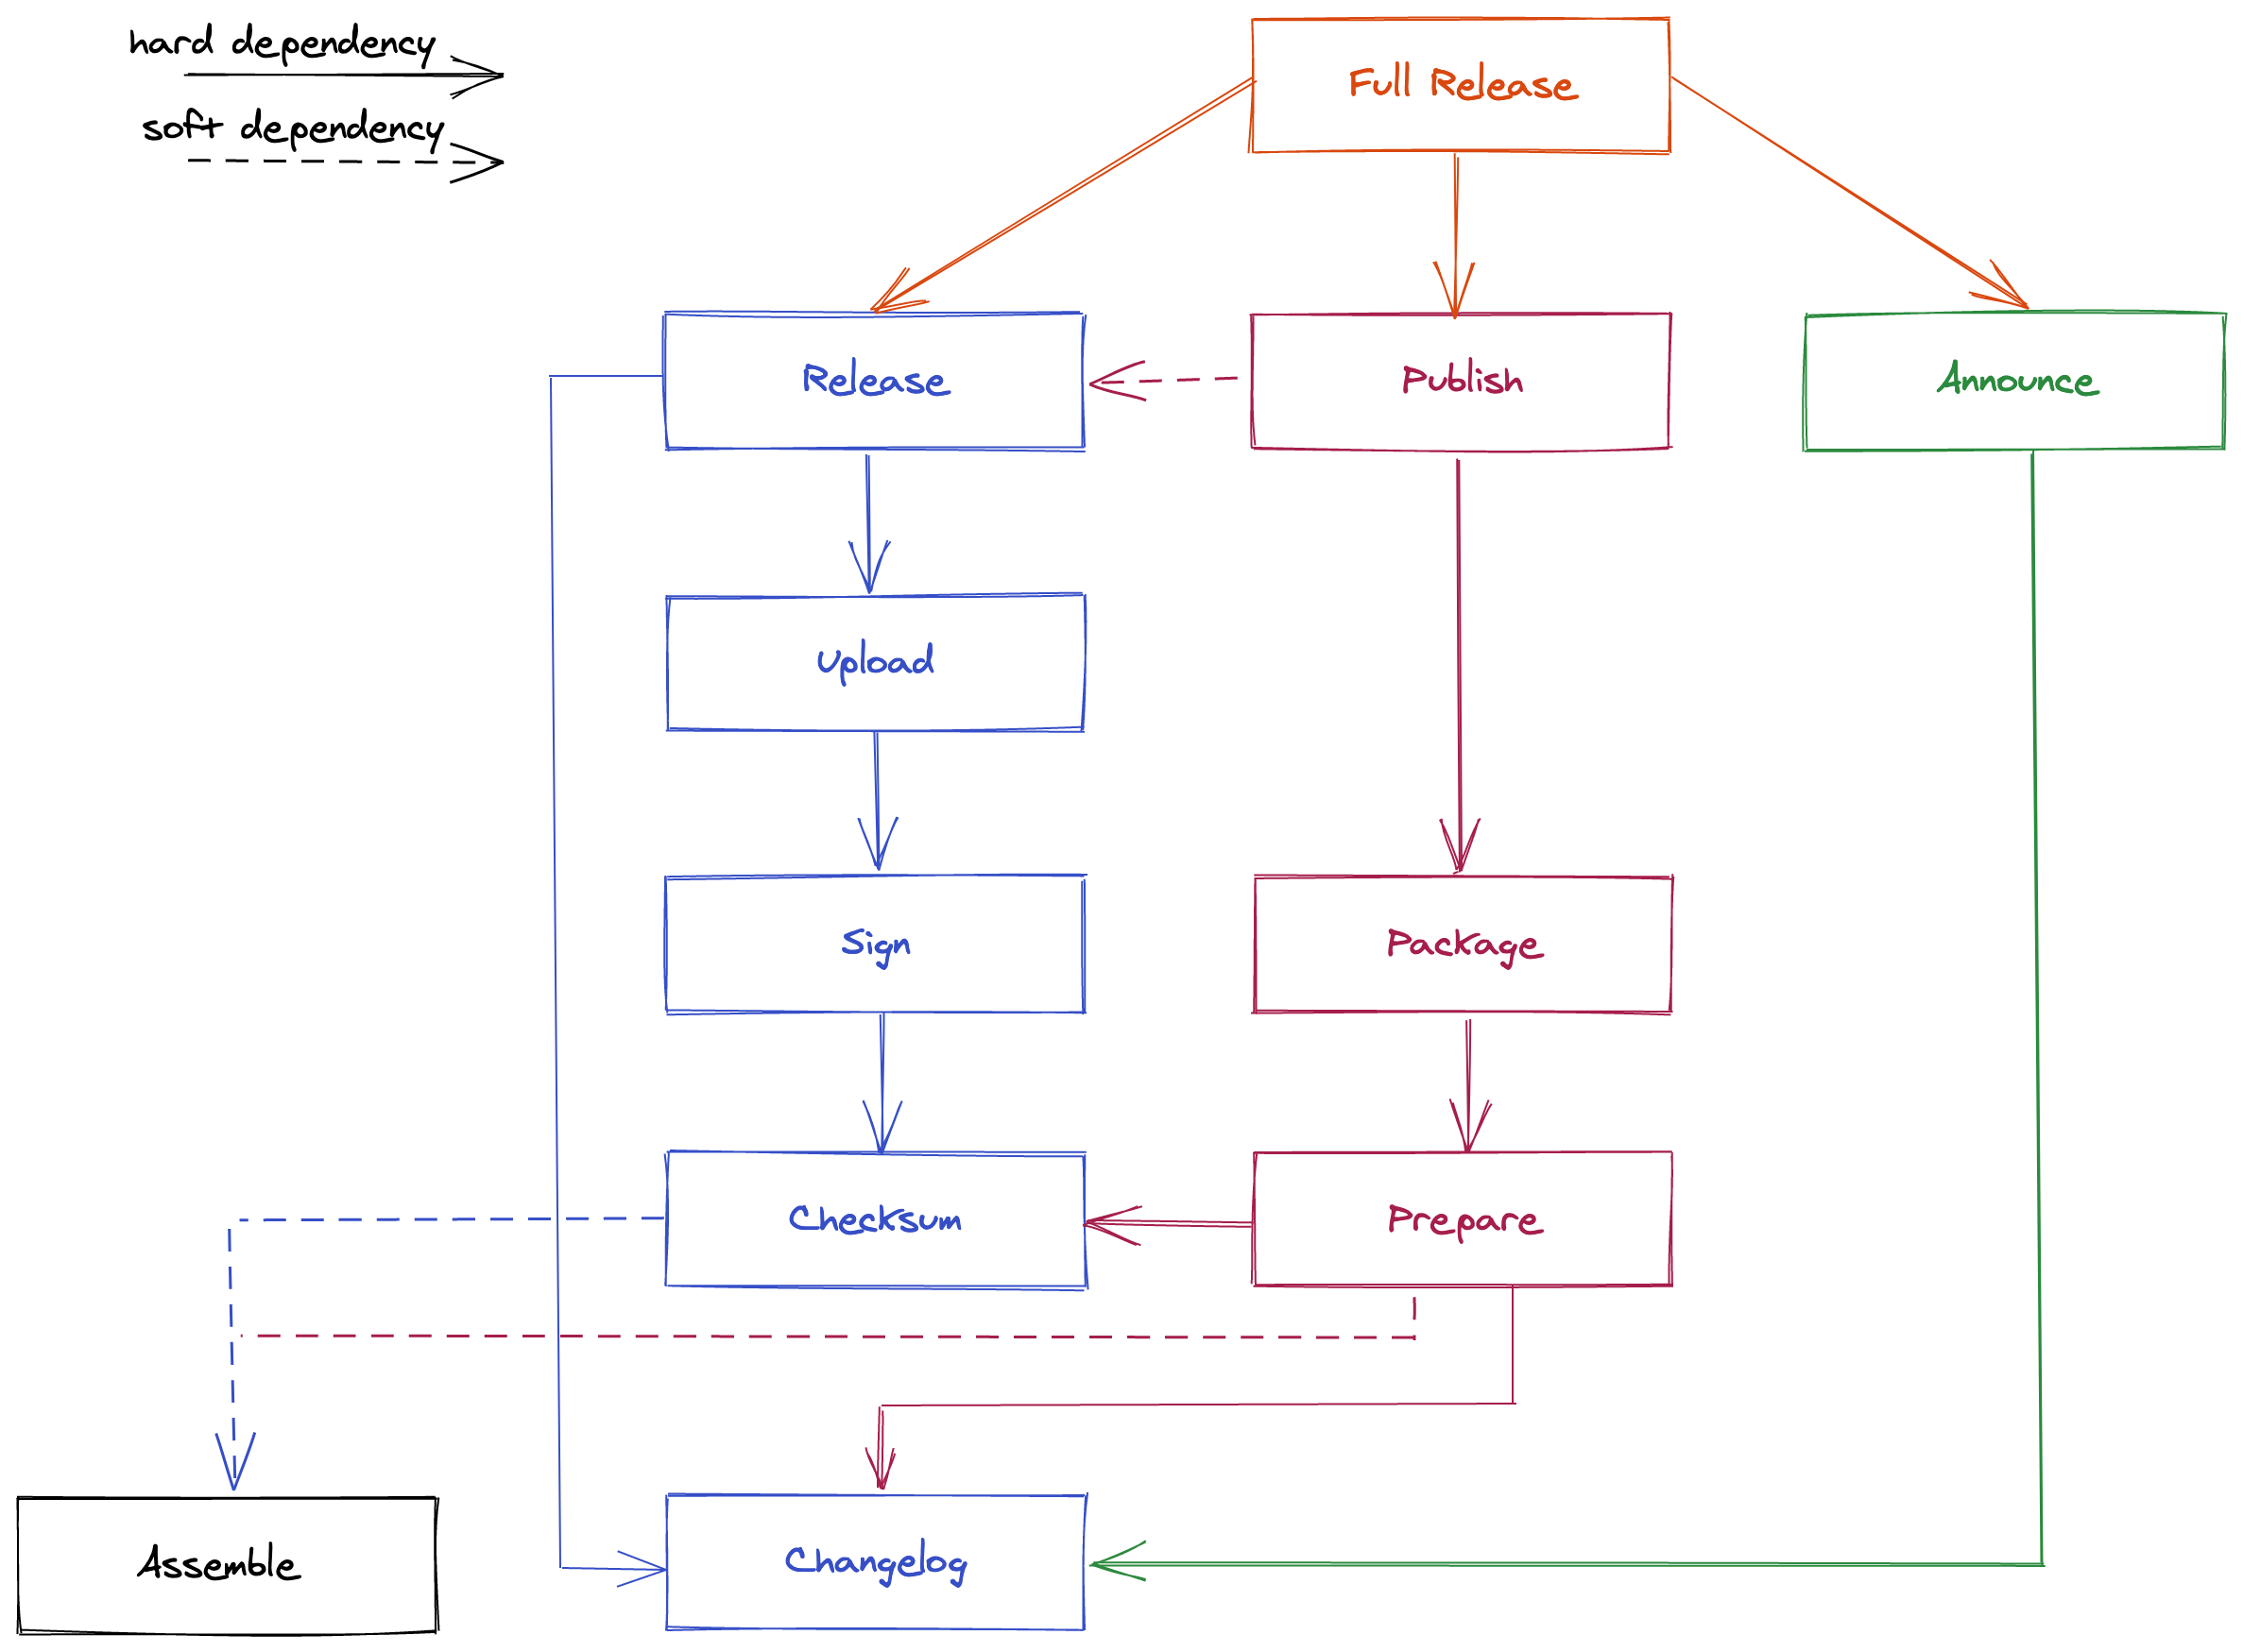 hard dependency
soft dependency
Full Release
Release
Publish
Announce
Upload
Sign
Package
Checksum
Prepare
Assemble
Changelog